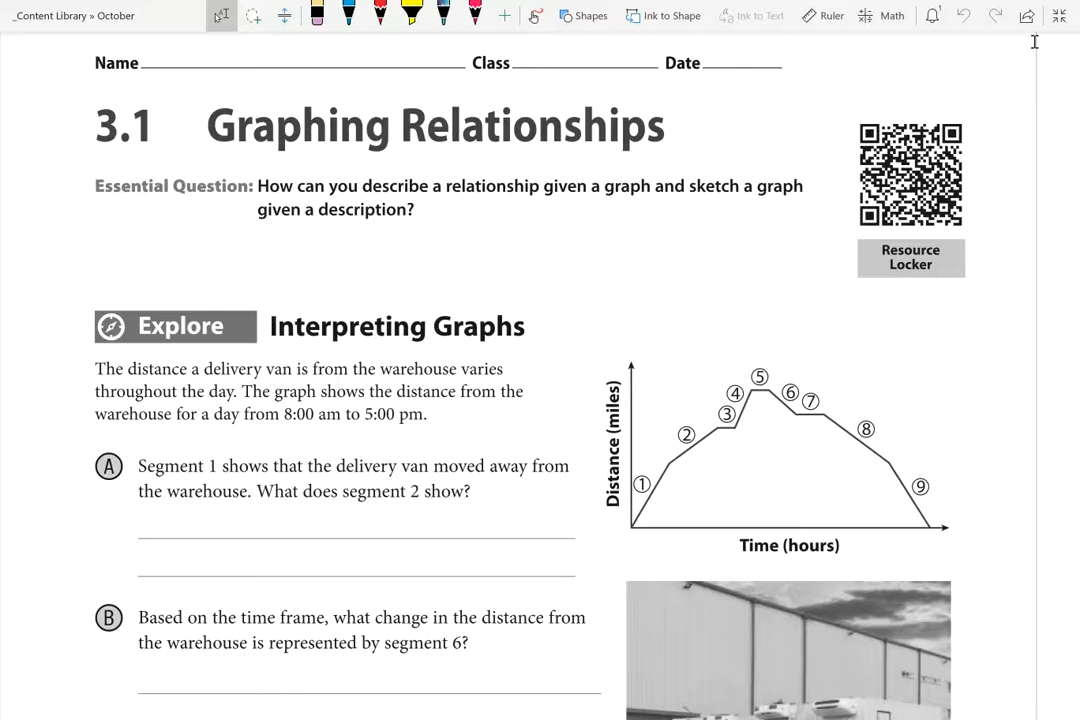 _Content Library » October
Shapes
Ink to Shape
Ink to Text
Ruler
Math
1
Name Class Date
3.1 Graphing Relationships
Essential Question: How can you describe a relationship given a graph and sketch a graph
given a description?
Resource
Locker
Explore Interpreting Graphs
The distance a delivery van is from the warehouse varies
throughout the day. The graph shows the distance from the
warehouse for a day from 8:00 am to 5:00 pm.
A Segment 1 shows that the delivery van moved away from
the warehouse. What does segment 2 show?
B Based on the time frame, what change in the distance from
the warehouse is represented by segment 6?
Distance (miles)
① ② ③ ④ ⑤ ⑥ ⑦ ⑧ ⑨
Time (hours)